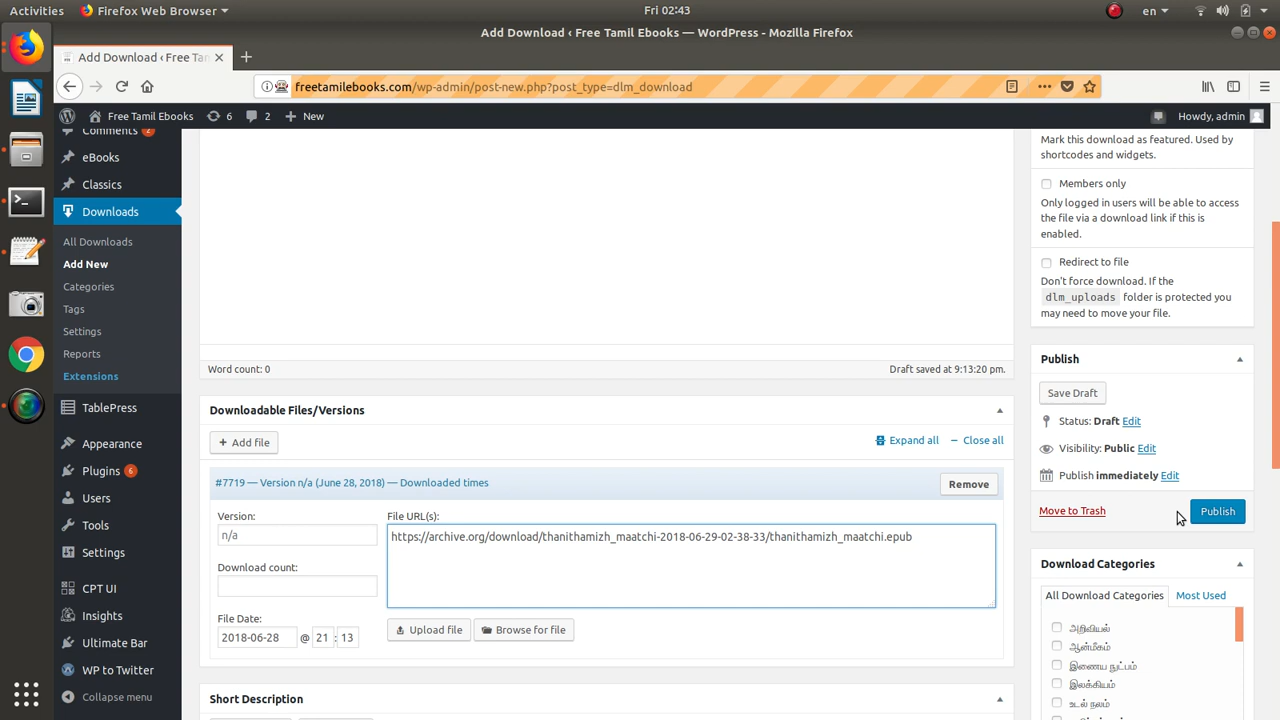 Activities
Firefox Web Browser
Fri 02:43
en
Add Download ‹ Free Tamil Ebooks — WordPress - Mozilla Firefox
Add Download ‹ Free Tam
freetamilebooks.com/wp-admin/post-new.php?post_type=dlm_download
Free Tamil Ebooks
6
2
New
Howdy, admin
Comments 2
eBooks
Classics
Downloads
All Downloads
Add New
Categories
Tags
Settings
Reports
Extensions
TablePress
Appearance
Plugins 6
Users
Tools
Settings
CPT UI
Insights
Ultimate Bar
WP to Twitter
Collapse menu
Word count: 0
Draft saved at 9:13:20 pm.
Downloadable Files/Versions
+ Add file
Expand all
Close all
#7719 — Version n/a (June 28, 2018) — Downloaded times
Remove
Version:
n/a
Download count:
File Date:
2018-06-28 @ 21 : 13
File URL(s):
https://archive.org/download/thanithamizh_maatchi-2018-06-29-02-38-33/thanithamizh_maatchi.epub
Upload file
Browse for file
Short Description
Mark this download as featured. Used by
shortcodes and widgets.
Members only
Only logged in users will be able to access
the file via a download link if this is
enabled.
Redirect to file
Don't force download. If the
dlm_uploads folder is protected you
may need to move your file.
Publish
Save Draft
Status: Draft Edit
Visibility: Public Edit
Publish immediately Edit
Move to Trash
Publish
Download Categories
All Download Categories
Most Used
அறிவியல்
ஆன்மீகம்
இணைய நுட்பம்
இலக்கியம்
உடல் நலம்